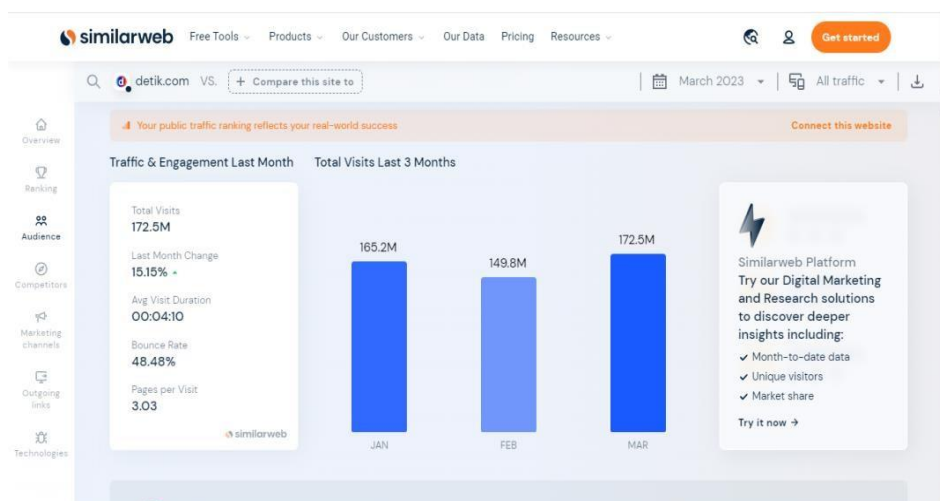 similarweb Free Tools Products Our Customers Our Data Pricing Resources Get started
detik.com VS. + Compare this site to March 2023 All traffic
Your public traffic ranking reflects your real-world success Connect this website
Overview
Ranking
Audience
Competitors
Marketing
channels
Outgoing
links
Technologies
Traffic & Engagement Last Month Total Visits Last 3 Months
Total Visits
172.5M
Last Month Change
15.15%
Avg Visit Duration
00:04:10
Bounce Rate
48.48%
Pages per Visit
3.03
similarweb
165.2M
149.8M
172.5M
JAN FEB MAR
Similarweb Platform
Try our Digital Marketing
and Research solutions
to discover deeper
insights including:
✓ Month-to-date data
✓ Unique visitors
✓ Market share
Try it now →